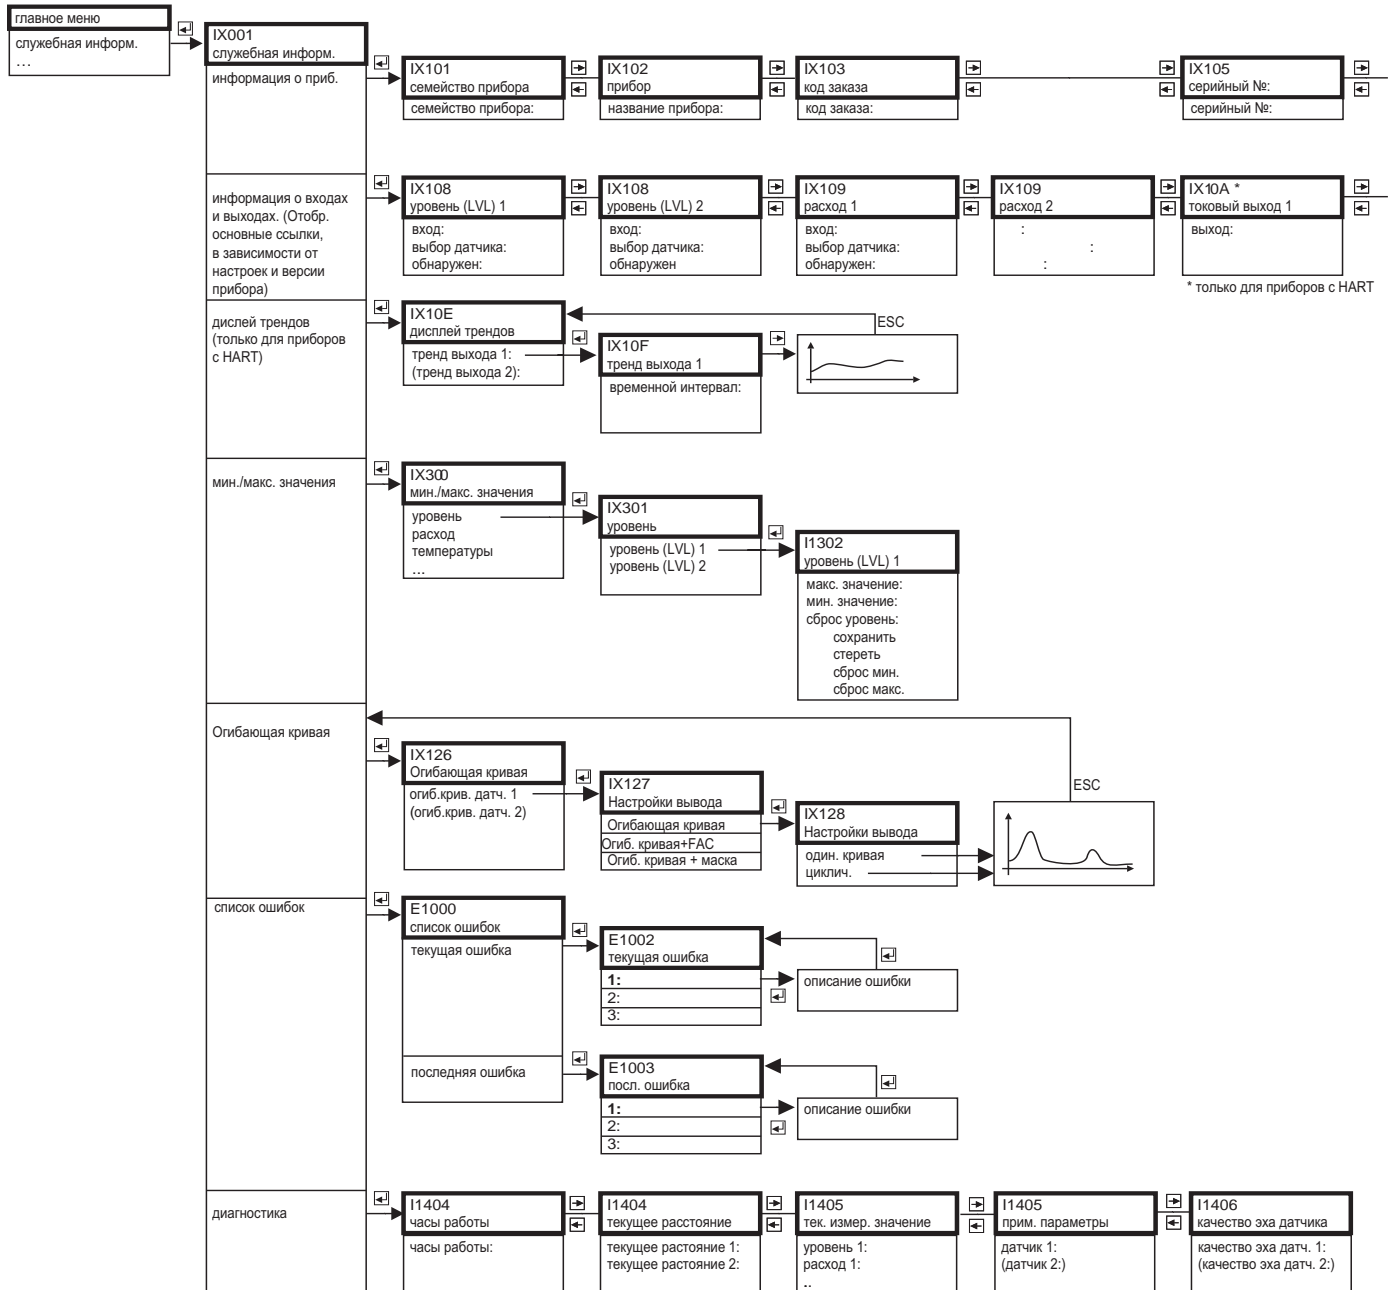 главное меню
служебная информ.
...
IX001
служебная информ.
информация о приб.
IX101
семейство прибора
семейство прибора:
IX102
прибор
название прибора:
IX103
код заказа
код заказа:
IX105
серийный №:
серийный №:
информация о входах
и выходах. (Отобр.
основные ссылки,
в зависимости от
настроек и версии
прибора)
IX108
уровень (LVL) 1
вход:
выбор датчика:
обнаружен:
IX108
уровень (LVL) 2
вход:
выбор датчика:
обнаружен
IX109
расход 1
вход:
выбор датчика:
обнаружен:
IX109
расход 2
:
:
:
IX10A *
токовый выход 1
выход:
* только для приборов с HART
дислей трендов
(только для приборов
с HART)
IX10E
дисплей трендов
тренд выхода 1:
(тренд выхода 2):
IX10F
тренд выхода 1
временной интервал:
ESC
мин./макс. значения
IX300
мин./макс. значения
уровень
расход
температуры
...
IX301
уровень
уровень (LVL) 1
уровень (LVL) 2
I1302
уровень (LVL) 1
макс. значение:
мин. значение:
сброс уровень:
сохранить
стереть
сброс мин.
сброс макс.
Огибающая кривая
IX126
Огибающая кривая
огиб.крив. датч. 1
(огиб.крив. датч. 2)
IX127
Настройки вывода
Огибающая кривая
Огиб. кривая+FAC
Огиб. кривая + маска
IX128
Настройки вывода
один. кривая
циклич.
ESC
список ошибок
E1000
список ошибок
текущая ошибка
E1002
текущая ошибка
1:
2:
3:
описание ошибки
последняя ошибка
E1003
посл. ошибка
1:
2:
3:
описание ошибки
диагностика
I1404
часы работы
часы работы:
I1404
текущее расстояние
текущее растояние 1:
текущее растояние 2:
I1405
тек. измер. значение
уровень 1:
расход 1:
..
I1405
прим. параметры
датчик 1:
(датчик 2:)
I1406
качество эха датчика
качество эха датч. 1:
(качество эха датч. 2:)